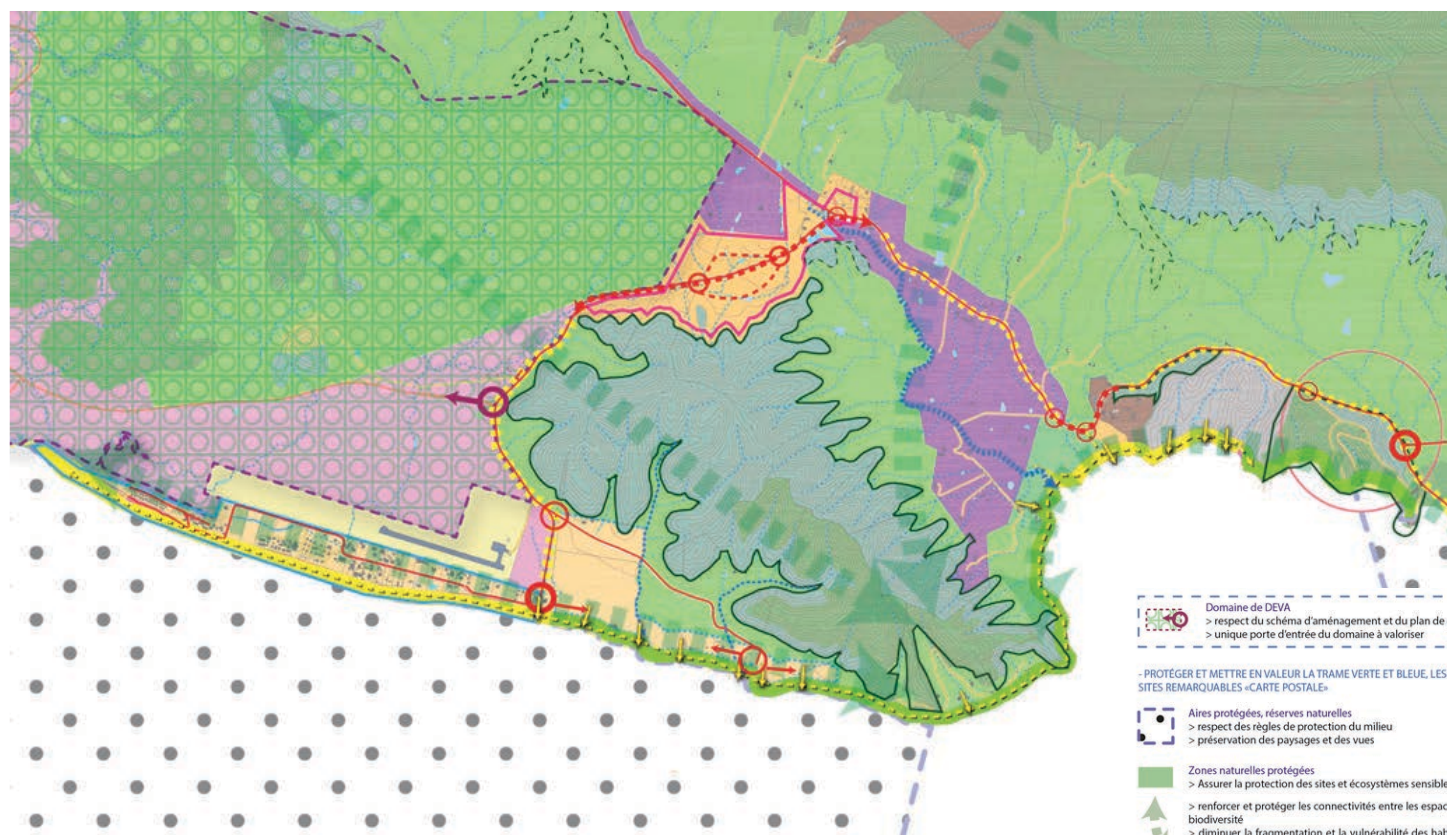 Domaine de DEVA
> respect du schéma d'aménagement et du plan de
> unique porte d'entrée du domaine à valoriser
- PROTÉGER ET METTRE EN VALEUR LA TRAME VERTE ET BLEUE, LES
SITES REMARQUABLES «CARTE POSTALE»
Aires protégées, réserves naturelles
> respect des règles de protection du milieu
> préservation des paysages et des vues
Zones naturelles protégées
> Assurer la protection des sites et écosystèmes sensible
> renforcer et protéger les connectivités entre les espac
biodiversité
> diminuer la fragmentation et la vulnérabilité des hab